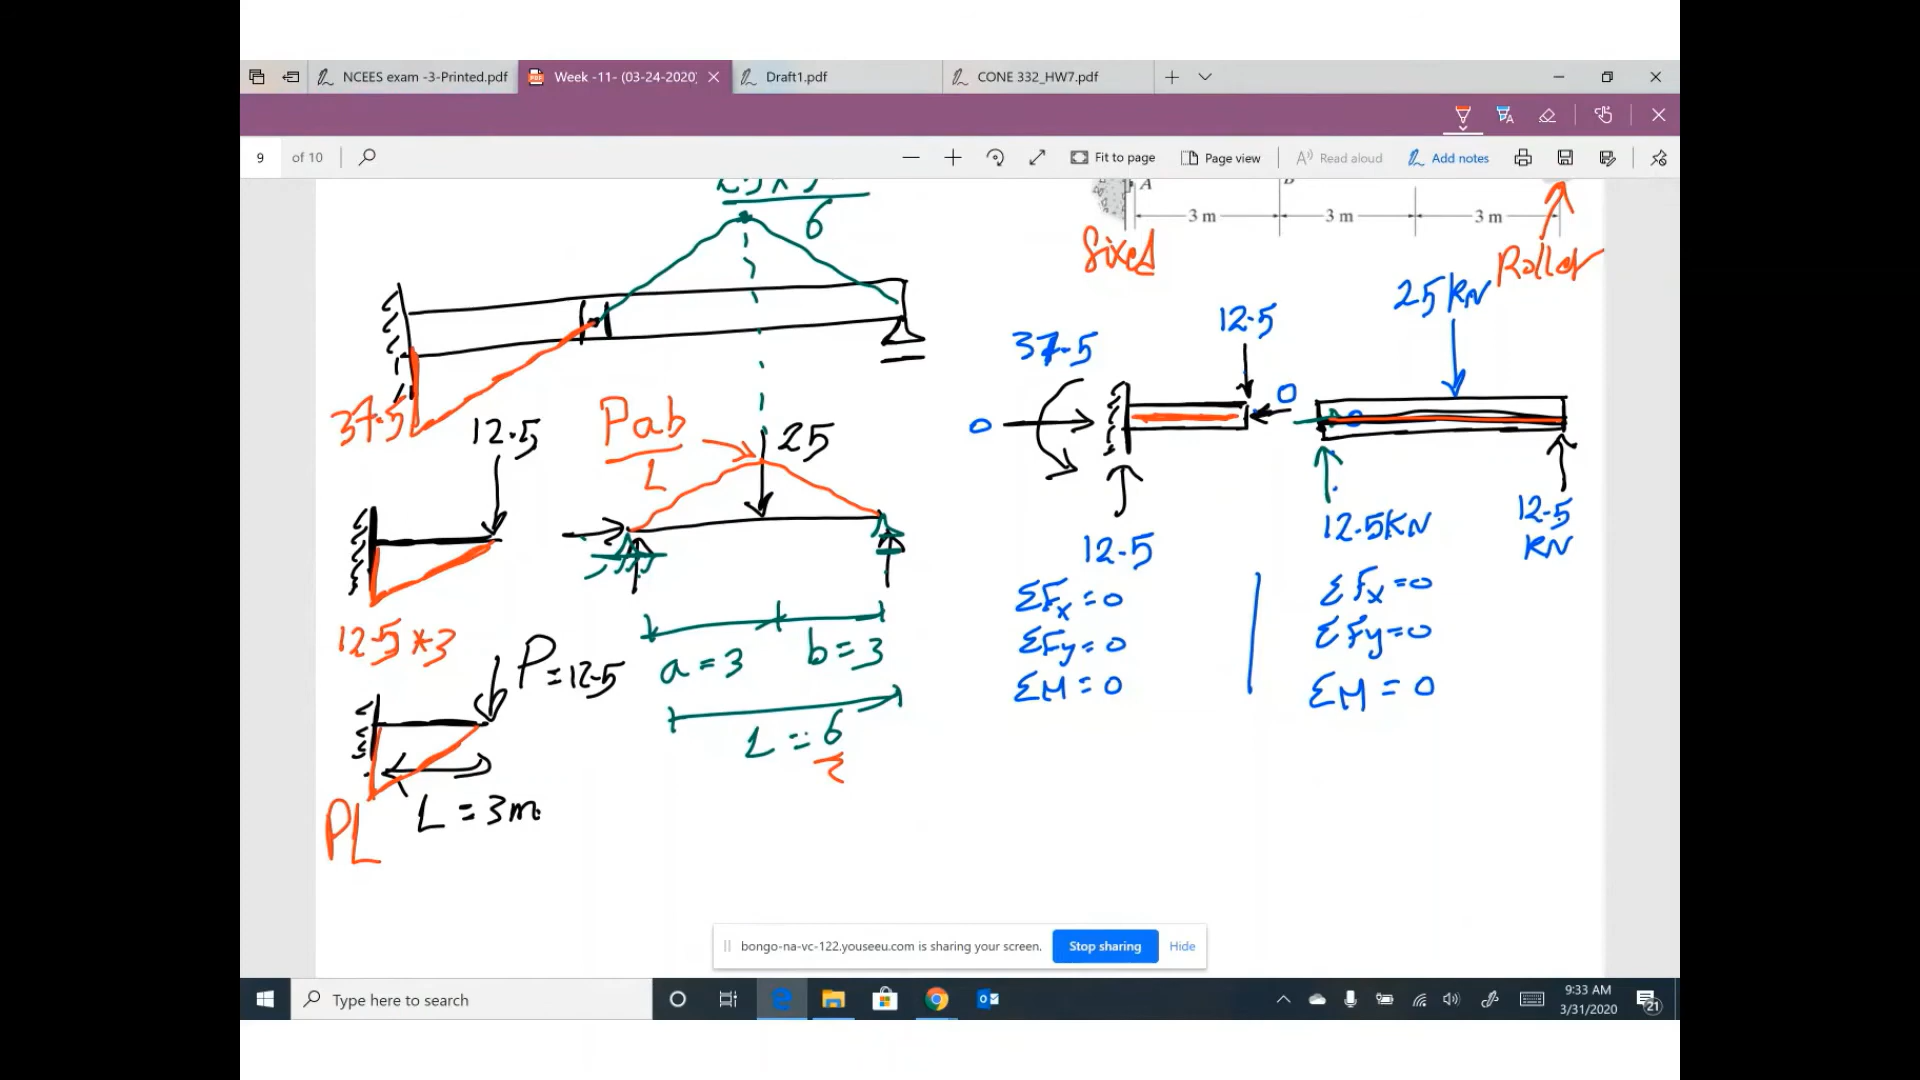 NCEES exam -3-Printed.pdf
Week -11- (03-24-2020)
Draft1.pdf
CONE 332_HW7.pdf
9 of 10
Fit to page
Page view
Read aloud
Add notes
6
A
3 m
3 m
3 m
fixed
Roller
25 KN
12.5
37.5
0
0
0
37.5
12.5
Pab
L
25
12.5
12.5KN
12.5
KN
ΣFx = 0
ΣFy = 0
ΣM = 0
ΣFx = 0
ΣFy = 0
ΣM = 0
12.5 * 3
P = 12.5
a = 3
b = 3
L = 6
2
PL
L = 3m
bongo-na-vc-122.youseeu.com is sharing your screen.
Stop sharing
Hide
Type here to search
9:33 AM
3/31/2020
21